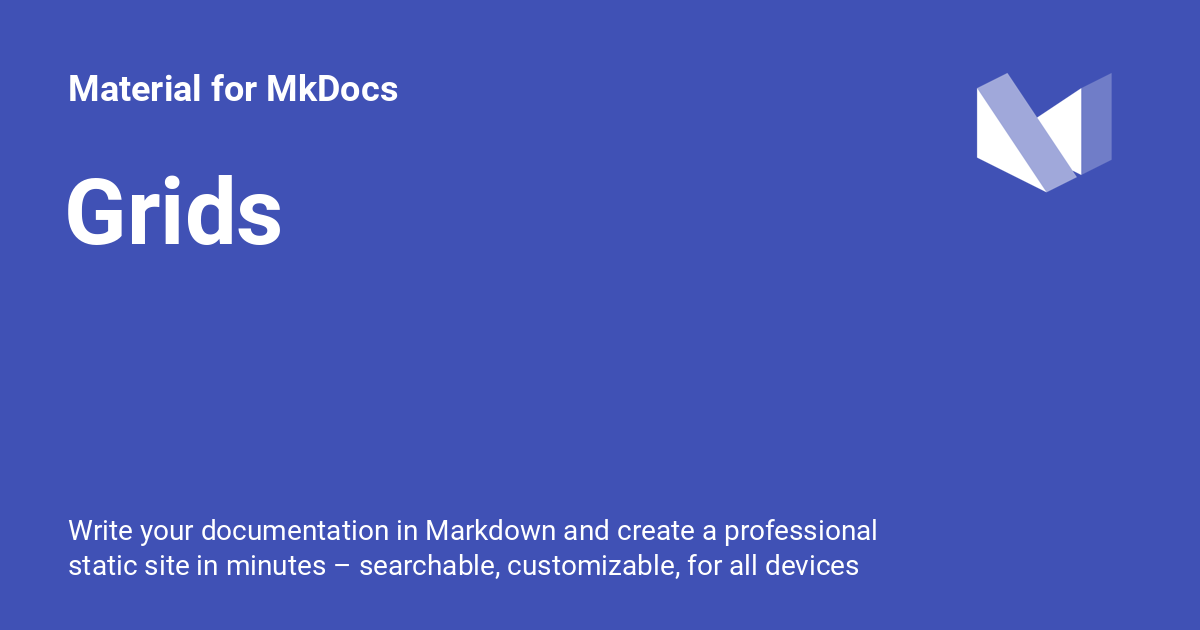 Material for MkDocs
Grids
Write your documentation in Markdown and create a professional
static site in minutes – searchable, customizable, for all devices